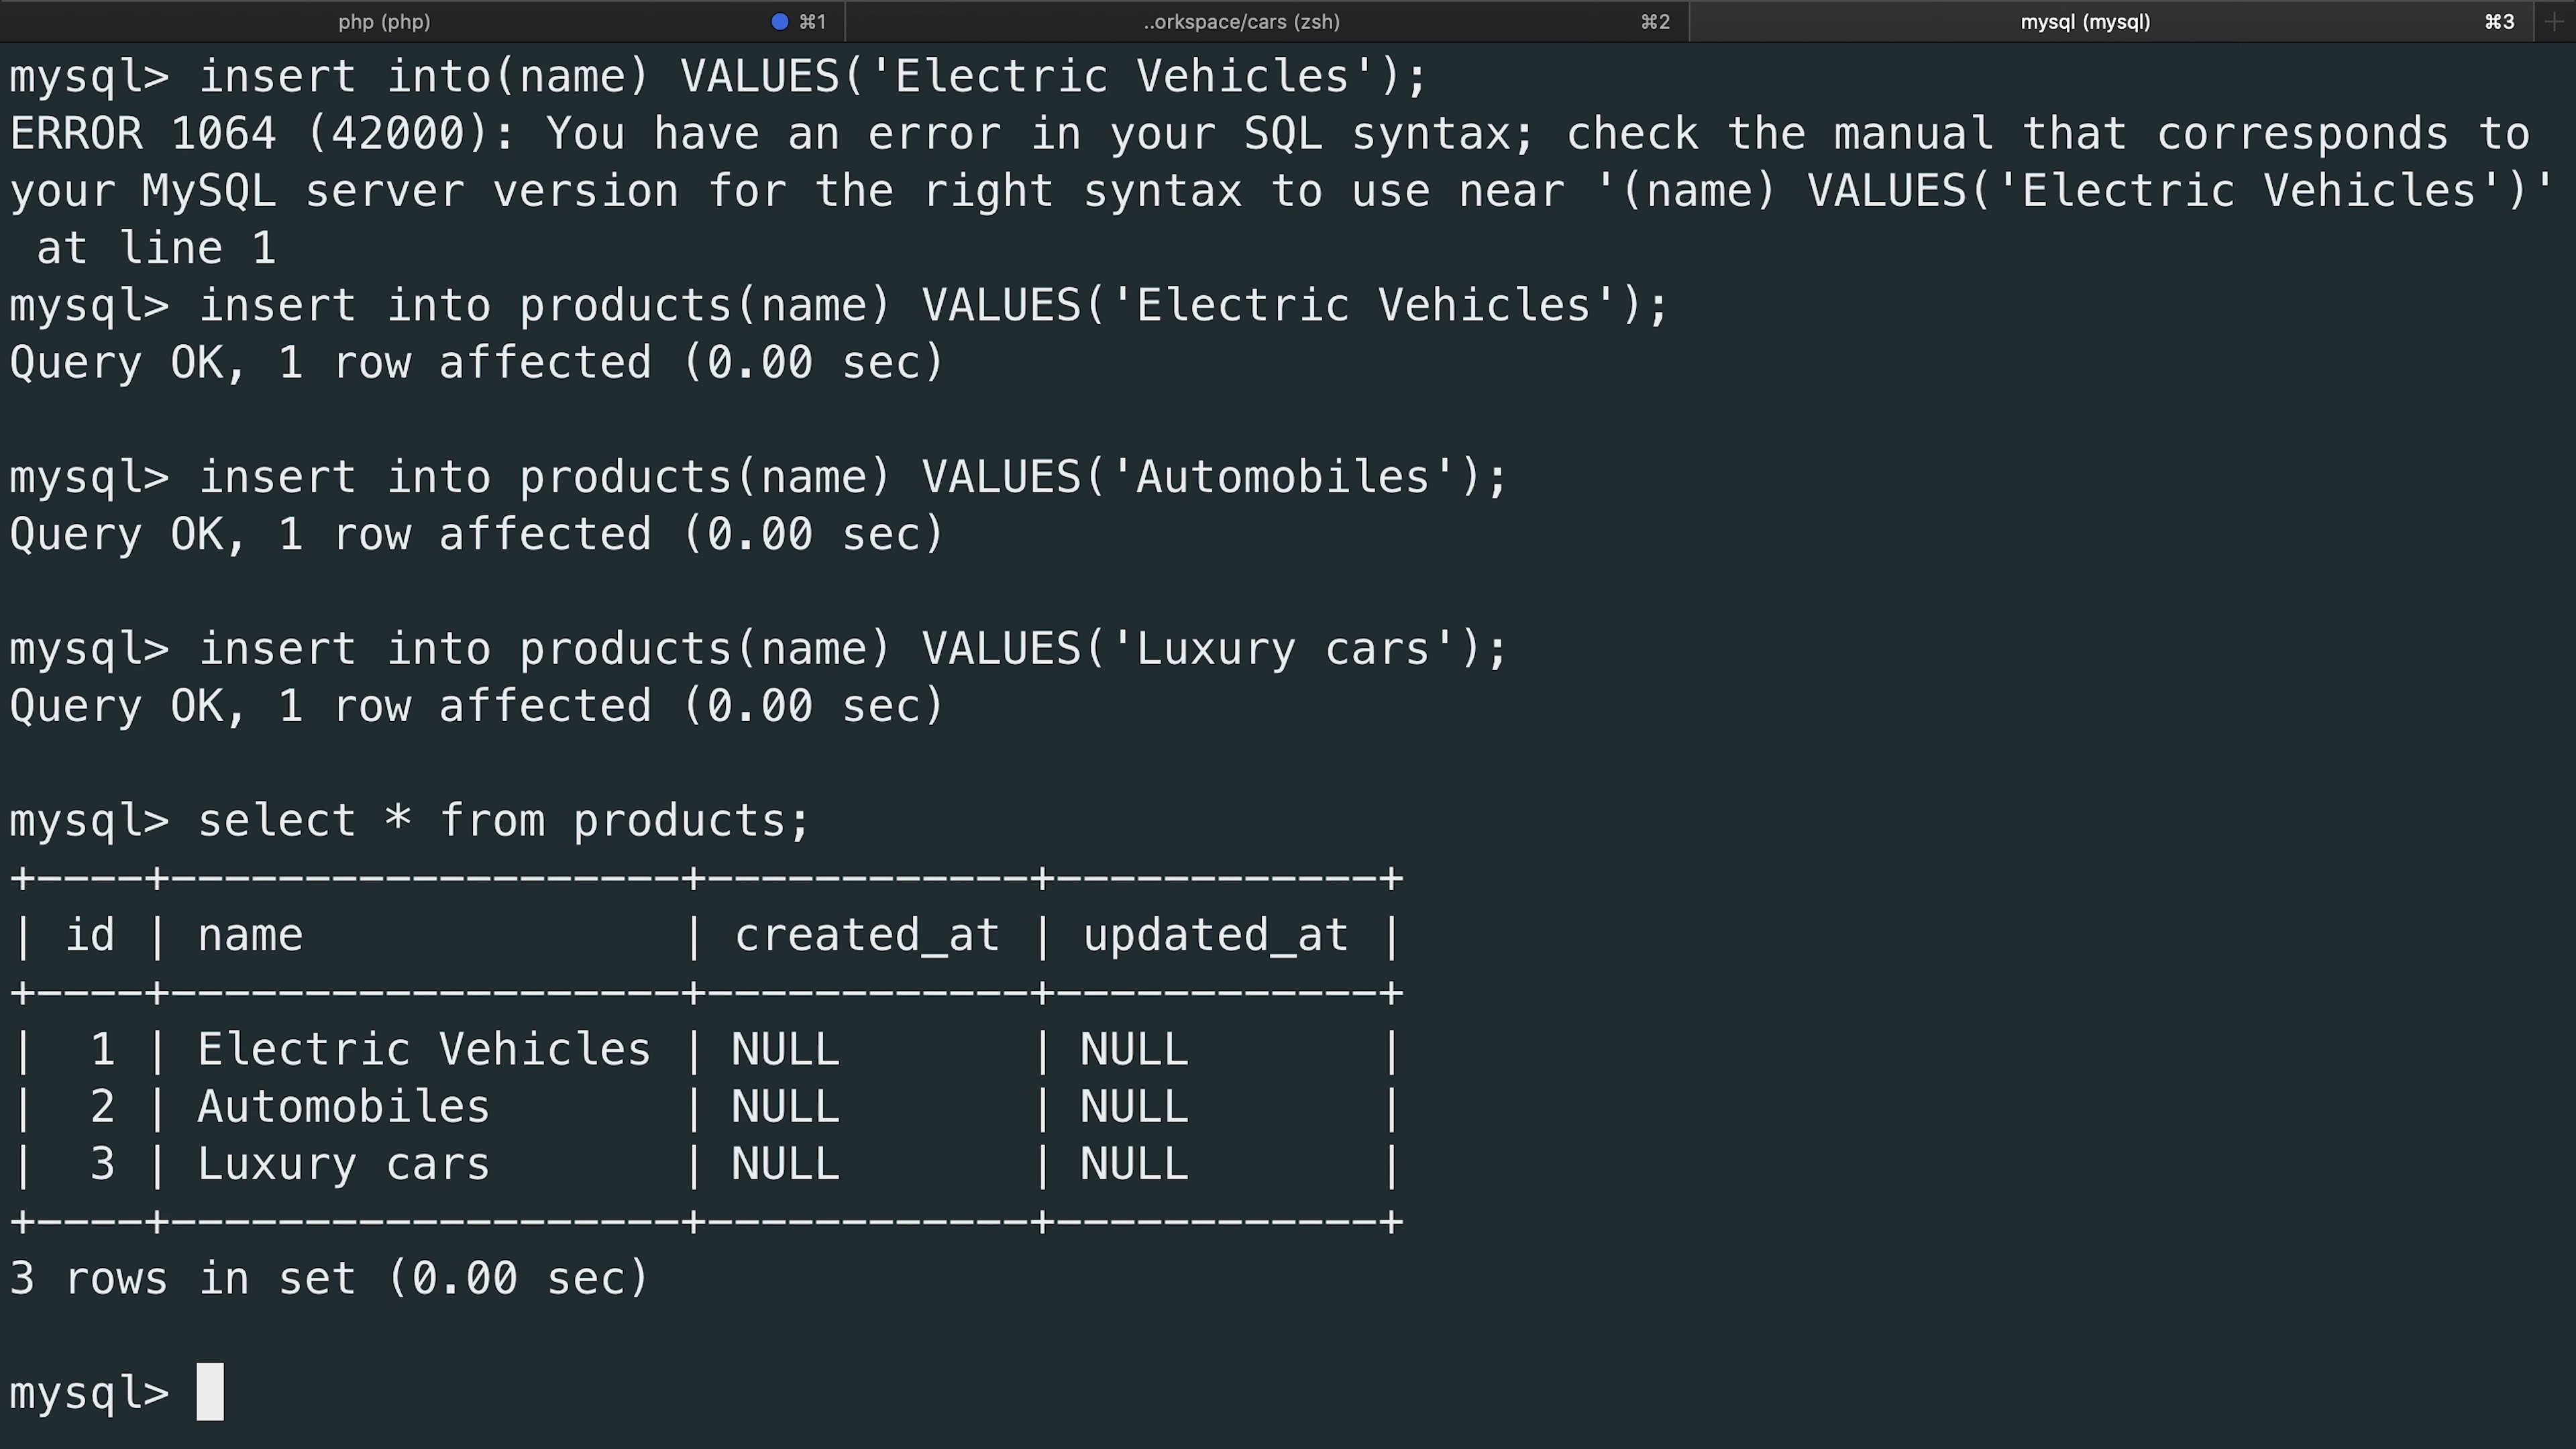 php (php) ⌘1 ..orkspace/cars (zsh) ⌘2 mysql (mysql) ⌘3 +
mysql> insert into(name) VALUES('Electric Vehicles');
ERROR 1064 (42000): You have an error in your SQL syntax; check the manual that corresponds to
your MySQL server version for the right syntax to use near '(name) VALUES('Electric Vehicles')'
 at line 1
mysql> insert into products(name) VALUES('Electric Vehicles');
Query OK, 1 row affected (0.00 sec)
mysql> insert into products(name) VALUES('Automobiles');
Query OK, 1 row affected (0.00 sec)
mysql> insert into products(name) VALUES('Luxury cars');
Query OK, 1 row affected (0.00 sec)
mysql> select * from products;
+----+-------------------+------------+------------+
| id | name              | created_at | updated_at |
+----+-------------------+------------+------------+
|  1 | Electric Vehicles | NULL       | NULL       |
|  2 | Automobiles       | NULL       | NULL       |
|  3 | Luxury cars       | NULL       | NULL       |
+----+-------------------+------------+------------+
3 rows in set (0.00 sec)
mysql>